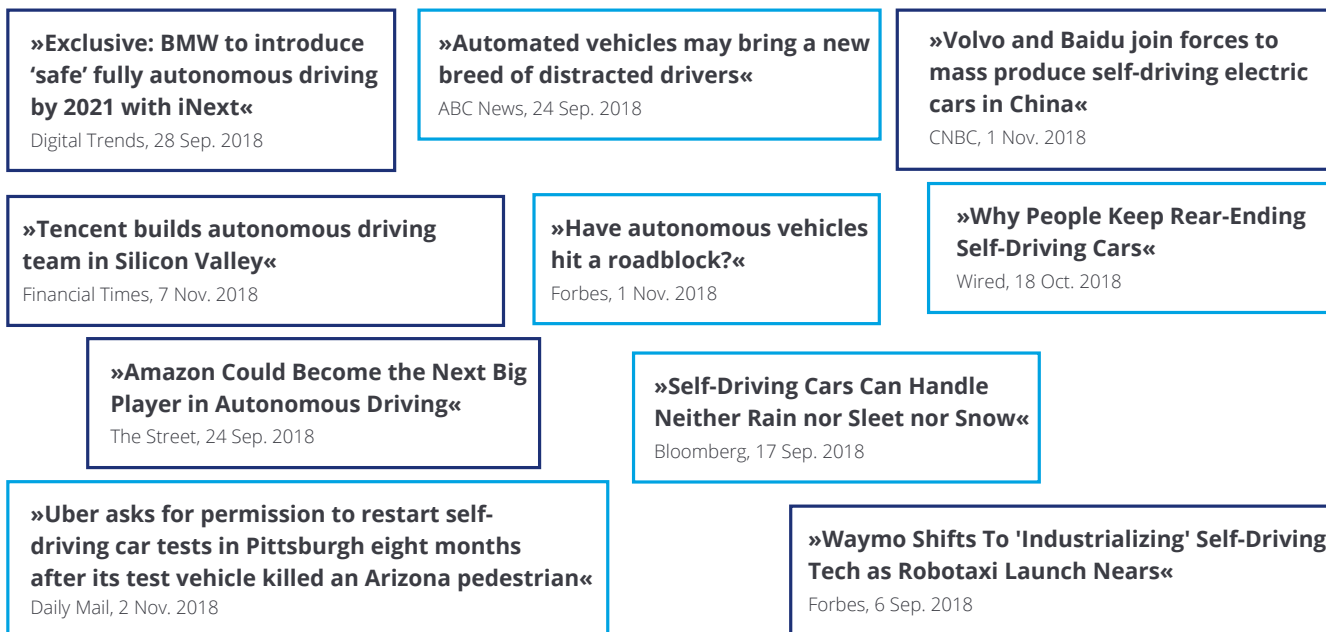 »Exclusive: BMW to introduce
‘safe’ fully autonomous driving
by 2021 with iNext«
Digital Trends, 28 Sep. 2018
»Automated vehicles may bring a new
breed of distracted drivers«
ABC News, 24 Sep. 2018
»Volvo and Baidu join forces to
mass produce self-driving electric
cars in China«
CNBC, 1 Nov. 2018
»Tencent builds autonomous driving
team in Silicon Valley«
Financial Times, 7 Nov. 2018
»Have autonomous vehicles
hit a roadblock?«
Forbes, 1 Nov. 2018
»Why People Keep Rear-Ending
Self-Driving Cars«
Wired, 18 Oct. 2018
»Amazon Could Become the Next Big
Player in Autonomous Driving«
The Street, 24 Sep. 2018
»Self-Driving Cars Can Handle
Neither Rain nor Sleet nor Snow«
Bloomberg, 17 Sep. 2018
»Uber asks for permission to restart self-
driving car tests in Pittsburgh eight months
after its test vehicle killed an Arizona pedestrian«
Daily Mail, 2 Nov. 2018
»Waymo Shifts To 'Industrializing' Self-Driving
Tech as Robotaxi Launch Nears«
Forbes, 6 Sep. 2018